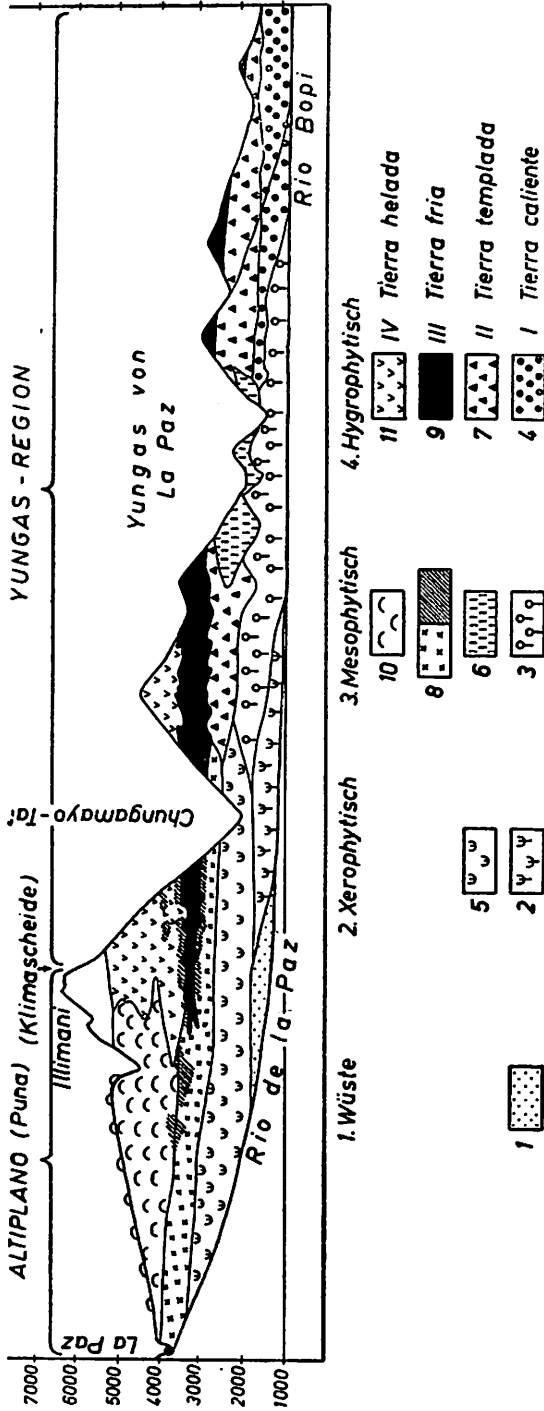 YUNGAS - REGION
ALTIPLANO (Puna) (Klimascheide)
Illimani
La Paz
Chungamayo-Ta.
Yungas von
La Paz
Rio de la Paz
Rio Bopi
7000
6000
5000
4000
3000
2000
1000
1. Wüste
2. Xerophytisch
3. Mesophytisch
4. Hygrophytisch
10
11
IV Tierra helada
8
9
III Tierra fria
5
6
7
II Tierra templada
1
2
3
4
I Tierra caliente